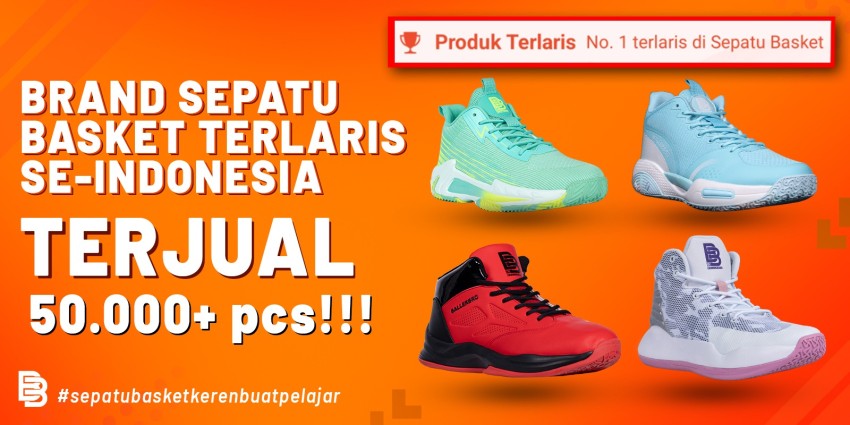 Produk Terlaris No. 1 terlaris di Sepatu Basket
BRAND SEPATU
BASKET TERLARIS
SE-INDONESIA
TERJUAL
50.000+ pcs!!!
BALLERBRO
#sepatubasketkerenbuatpelajar